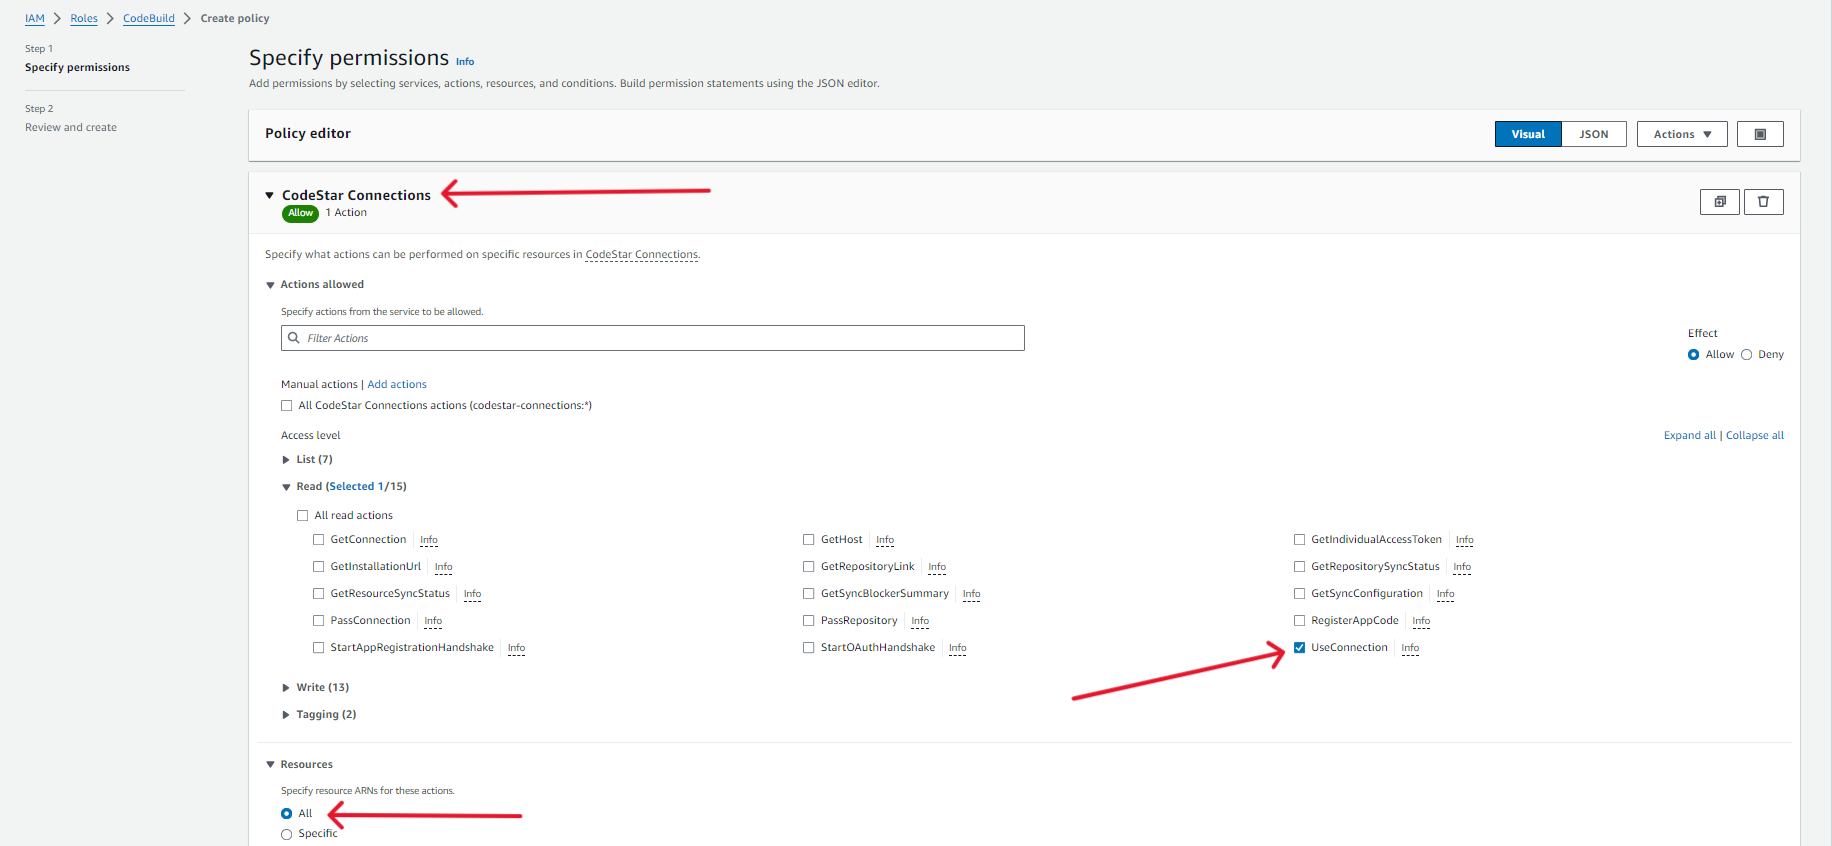 IAM > Roles > CodeBuild > Create policy
Step 1
Specify permissions
Step 2
Review and create
Specify permissions Info
Add permissions by selecting services, actions, resources, and conditions. Build permission statements using the JSON editor.
Policy editor
Visual JSON Actions
CodeStar Connections
Allow 1 Action
Specify what actions can be performed on specific resources in CodeStar Connections.
Actions allowed
Specify actions from the service to be allowed.
Filter Actions
Effect
Allow Deny
Manual actions | Add actions
All CodeStar Connections actions (codestar-connections:*)
Access level
Expand all | Collapse all
List (7)
Read (Selected 1/15)
All read actions
GetConnection Info GetHost Info GetIndividualAccessToken Info
GetInstallationUrl Info GetRepositoryLink Info GetRepositorySyncStatus Info
GetResourceSyncStatus Info GetSyncBlockerSummary Info GetSyncConfiguration Info
PassConnection Info PassRepository Info RegisterAppCode Info
StartAppRegistrationHandshake Info StartOAuthHandshake Info UseConnection Info
Write (13)
Tagging (2)
Resources
Specify resource ARNs for these actions.
All
Specific